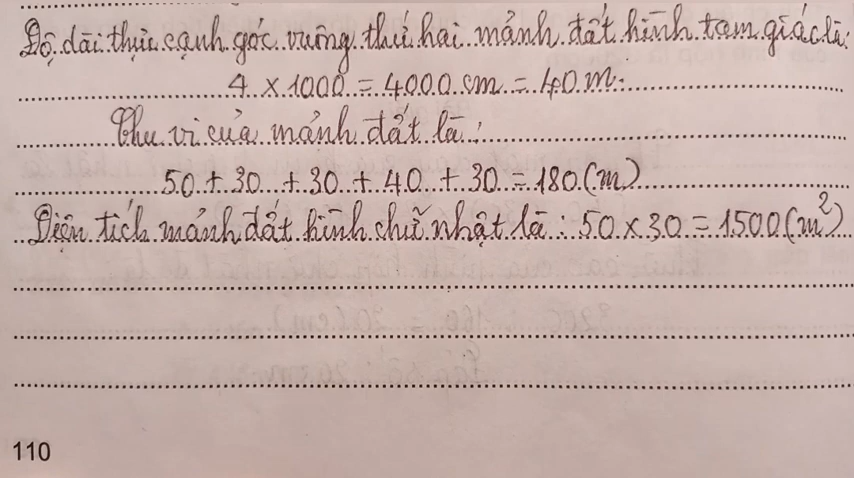 Độ dài thực cạnh góc vuông thứ hai mảnh đất hình tam giác là:
4 x 1000 = 4000 cm = 40 m.
Chu vi của mảnh đất là:
50 + 30 + 30 + 40 + 30 = 180 (m)
Diện tích mảnh đất hình chữ nhật là: 50 x 30 = 1500 (m²)
110